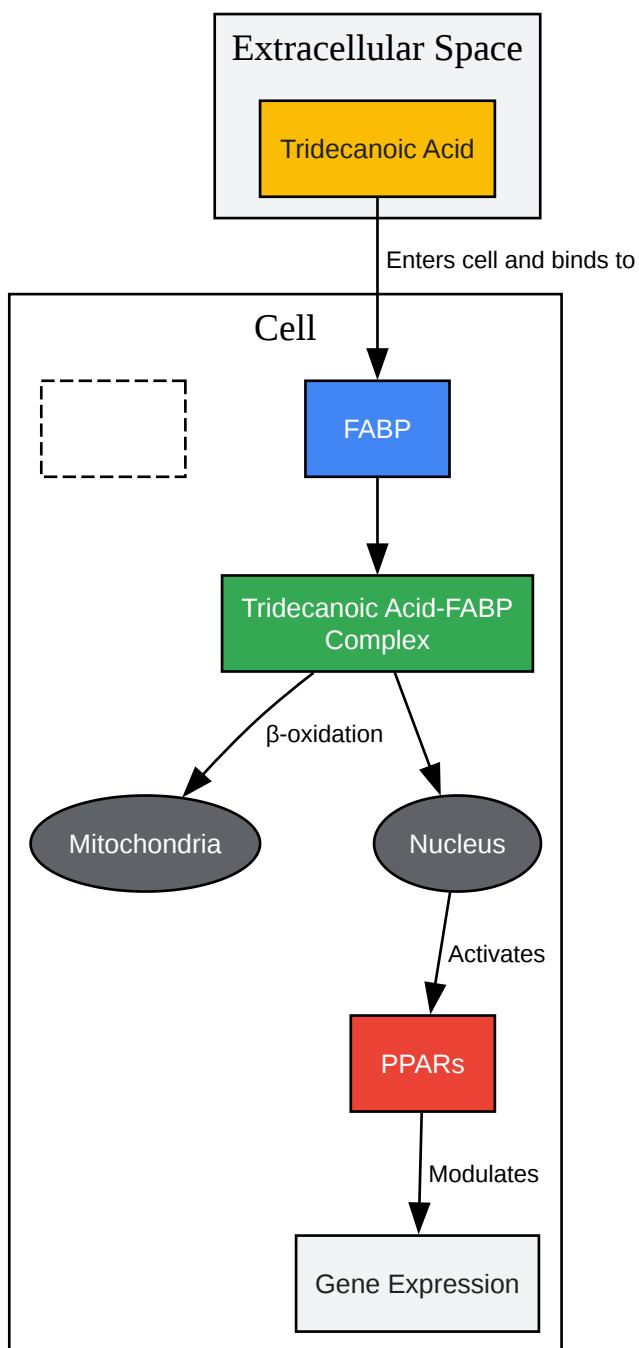 Extracellular Space
Tridecanoic Acid
Enters cell and binds to
Cell
FABP
Tridecanoic Acid-FABP
Complex
β-oxidation
Mitochondria
Nucleus
Activates
PPARs
Modulates
Gene Expression